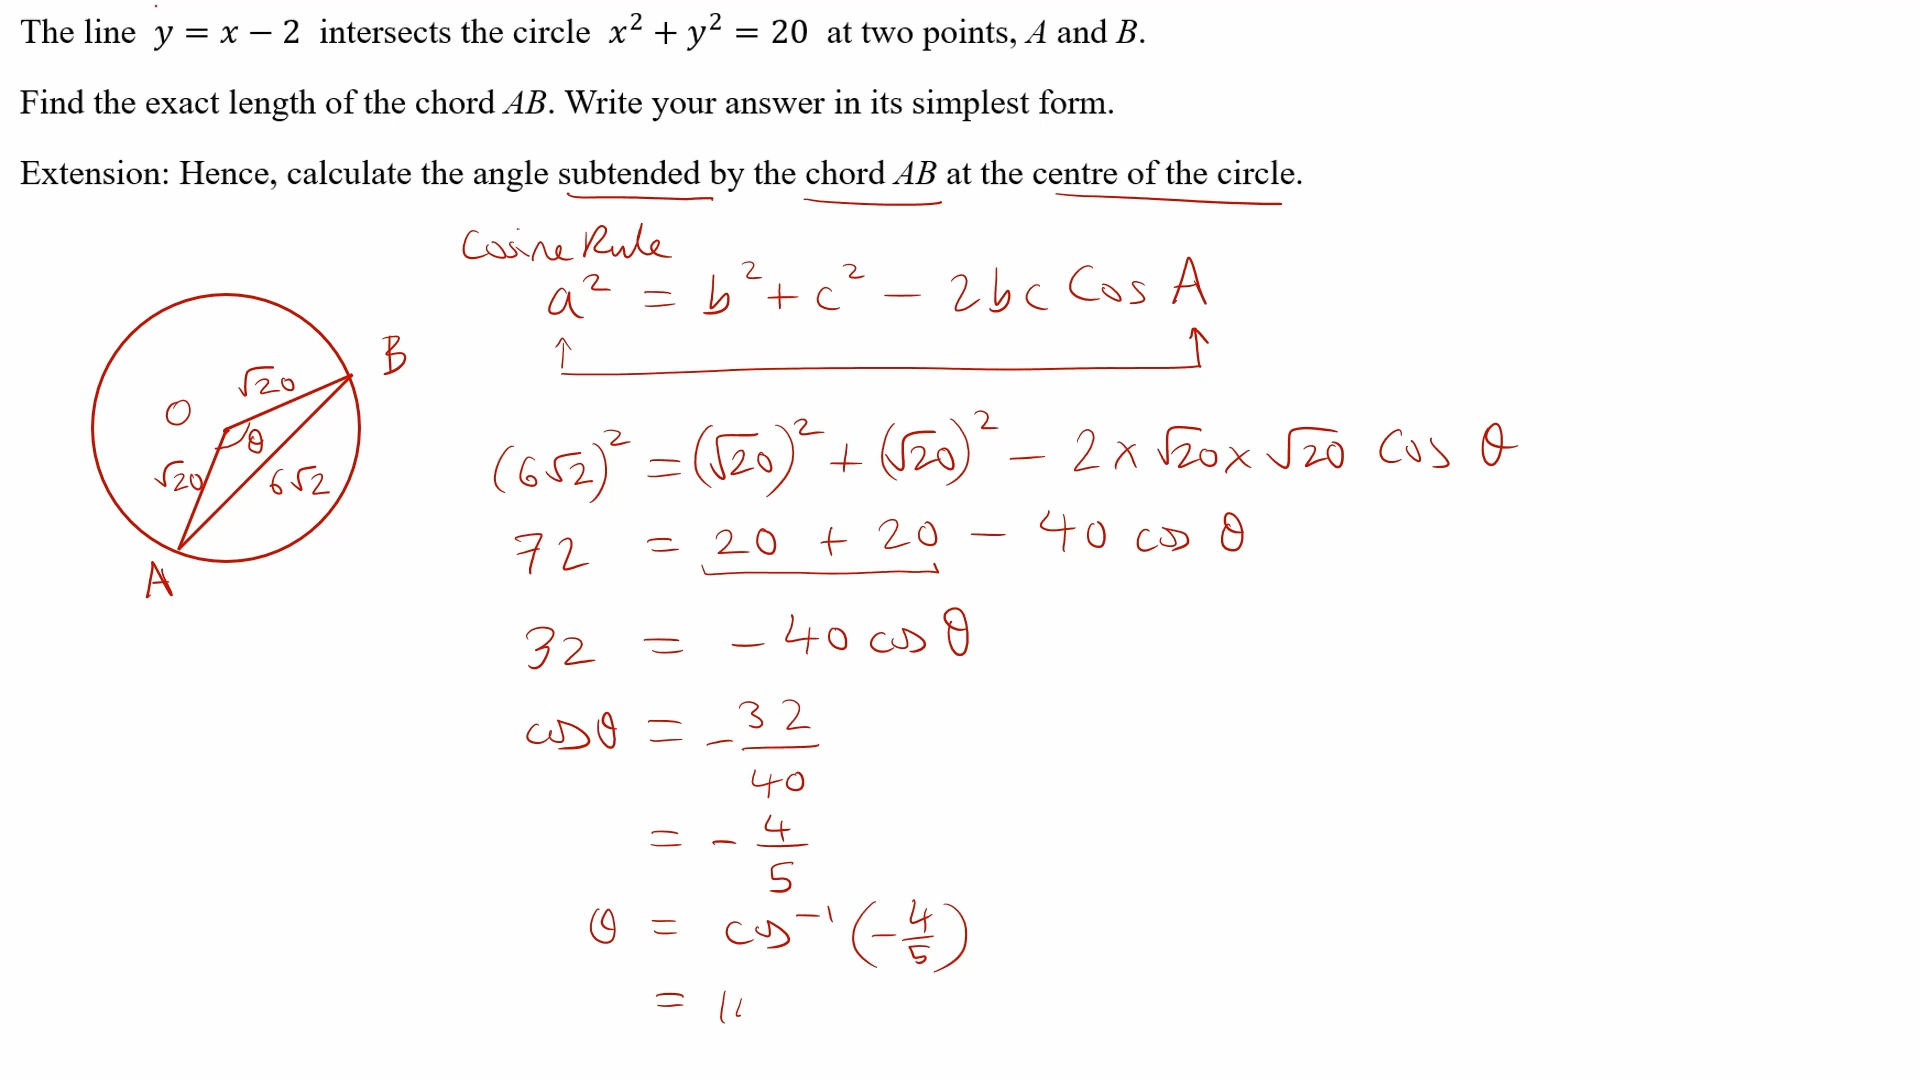 The line y = x − 2 intersects the circle x² + y² = 20 at two points, A and B.
Find the exact length of the chord AB. Write your answer in its simplest form.
Extension: Hence, calculate the angle subtended by the chord AB at the centre of the circle.
Cosine Rule
a² = b² + c² − 2bc Cos A
B
√20
O
θ
√20
6√2
A
(6√2)² = (√20)² + (√20)² − 2 × √20 × √20 Cos θ
72 = 20 + 20 − 40 cos θ
32 = − 40 cos θ
cos θ = − 32/40
= − 4/5
θ = cos⁻¹ (− 4/5)
= 1